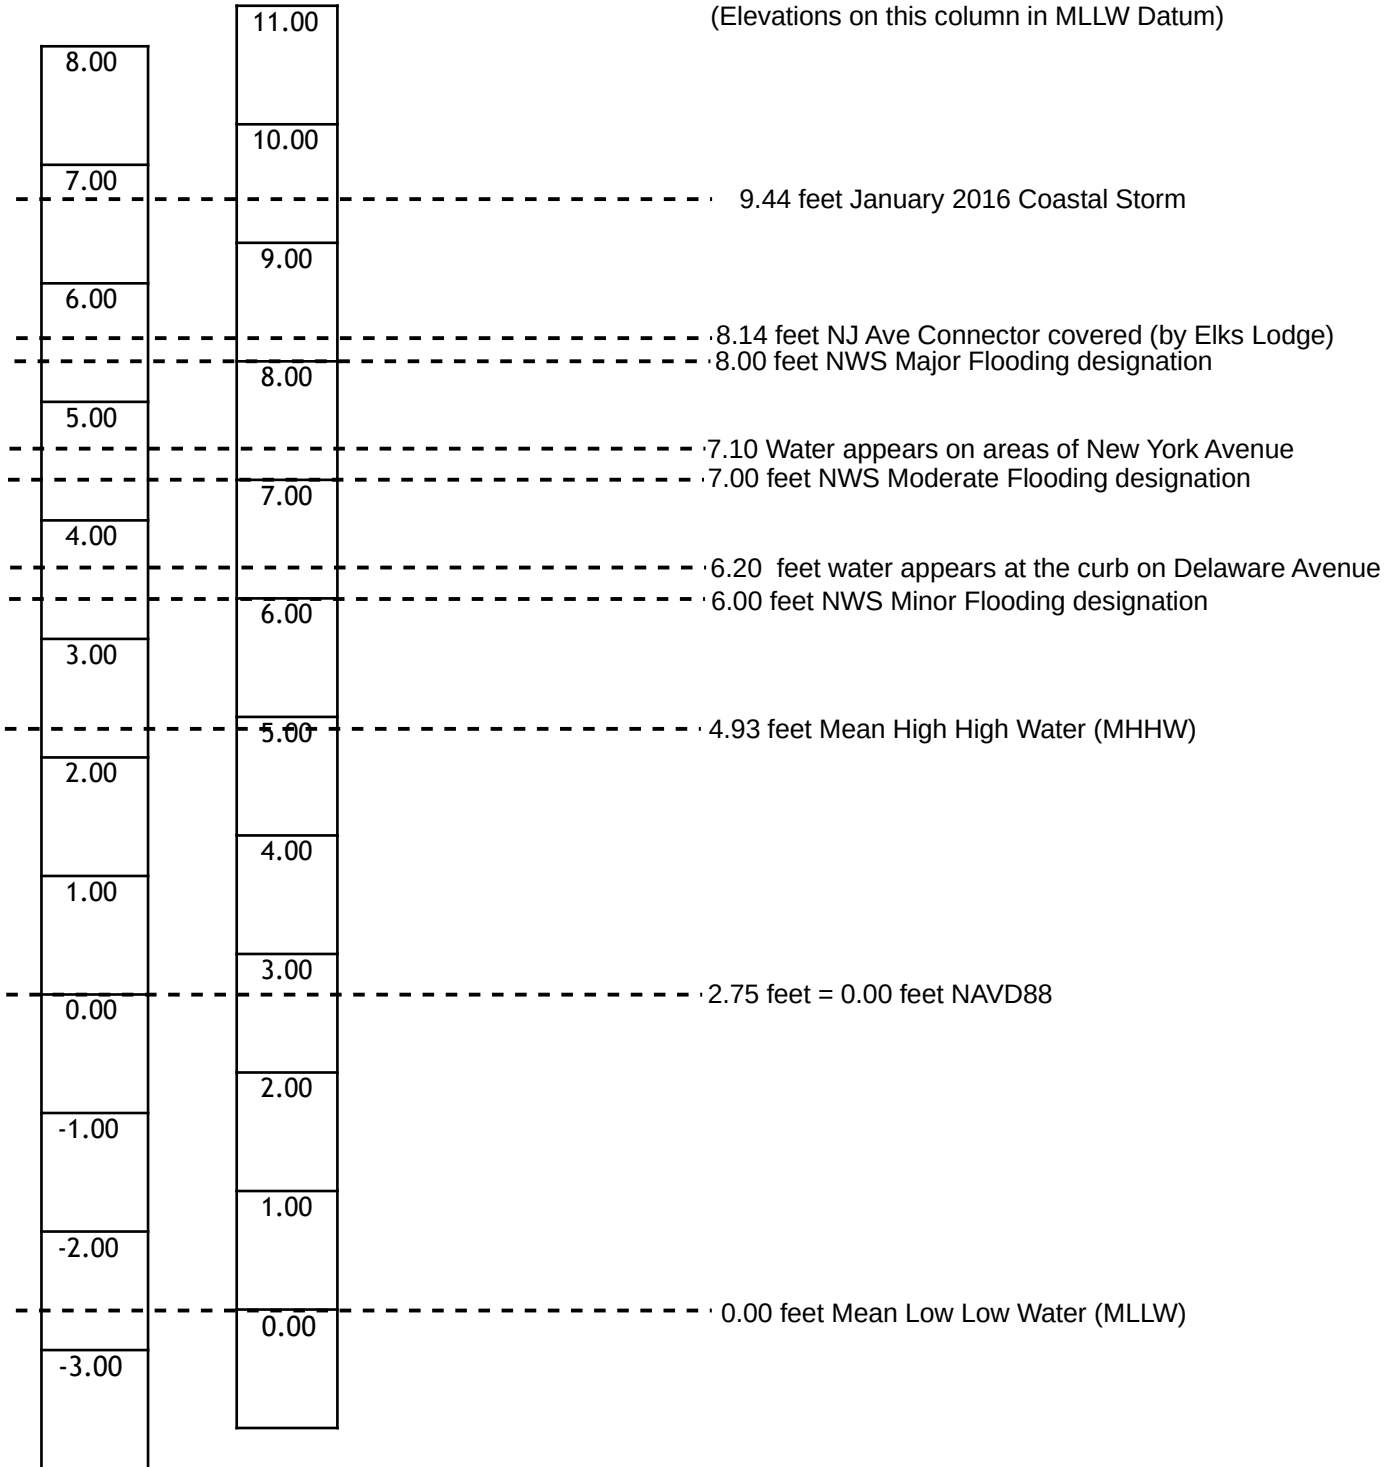 (Elevations on this column in MLLW Datum)
11.00
8.00
10.00
7.00
9.44 feet January 2016 Coastal Storm
9.00
6.00
8.14 feet NJ Ave Connector covered (by Elks Lodge)
8.00 feet NWS Major Flooding designation
8.00
5.00
7.10 Water appears on areas of New York Avenue
7.00 feet NWS Moderate Flooding designation
7.00
4.00
6.20 feet water appears at the curb on Delaware Avenue
6.00 feet NWS Minor Flooding designation
6.00
3.00
5.00
4.93 feet Mean High High Water (MHHW)
2.00
4.00
1.00
3.00
2.75 feet = 0.00 feet NAVD88
0.00
2.00
-1.00
1.00
-2.00
0.00 feet Mean Low Low Water (MLLW)
0.00
-3.00